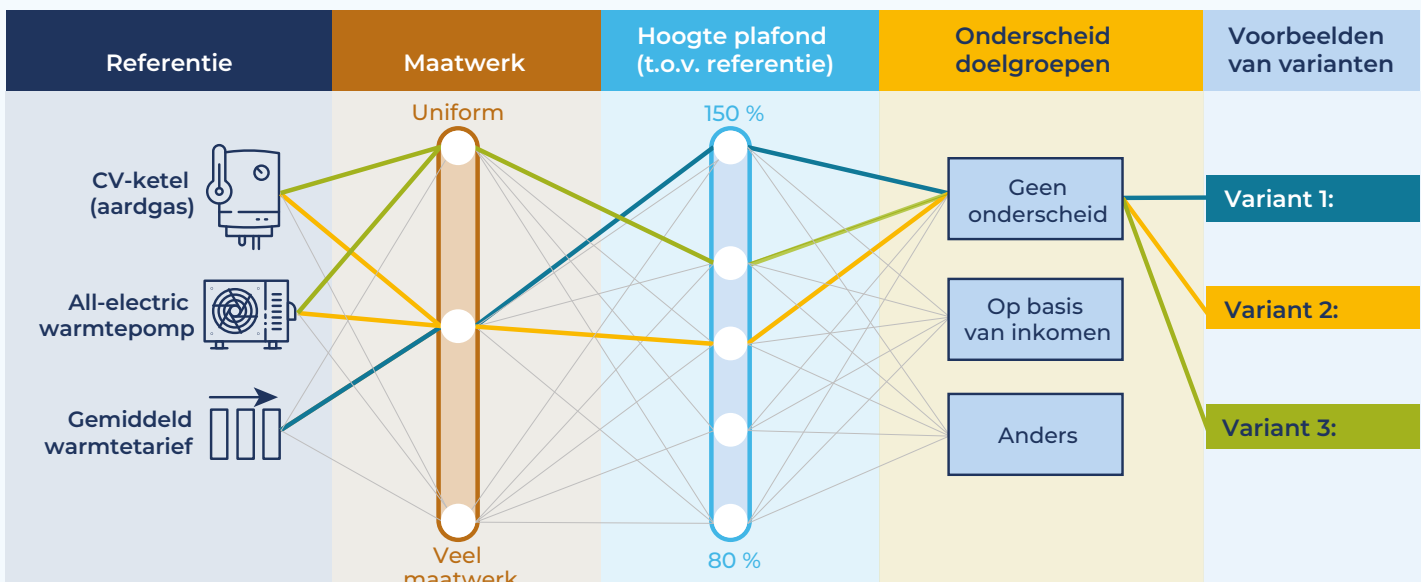 Referentie
Maatwerk
Hoogte plafond
(t.o.v. referentie)
Onderscheid
doelgroepen
Voorbeelden
van varianten
Uniform
150 %
CV-ketel
(aardgas)
All-electric
warmtepomp
Gemiddeld
warmtetarief
Geen
onderscheid
Op basis
van inkomen
Anders
Variant 1:
Variant 2:
Variant 3:
Veel
maatwerk
80 %